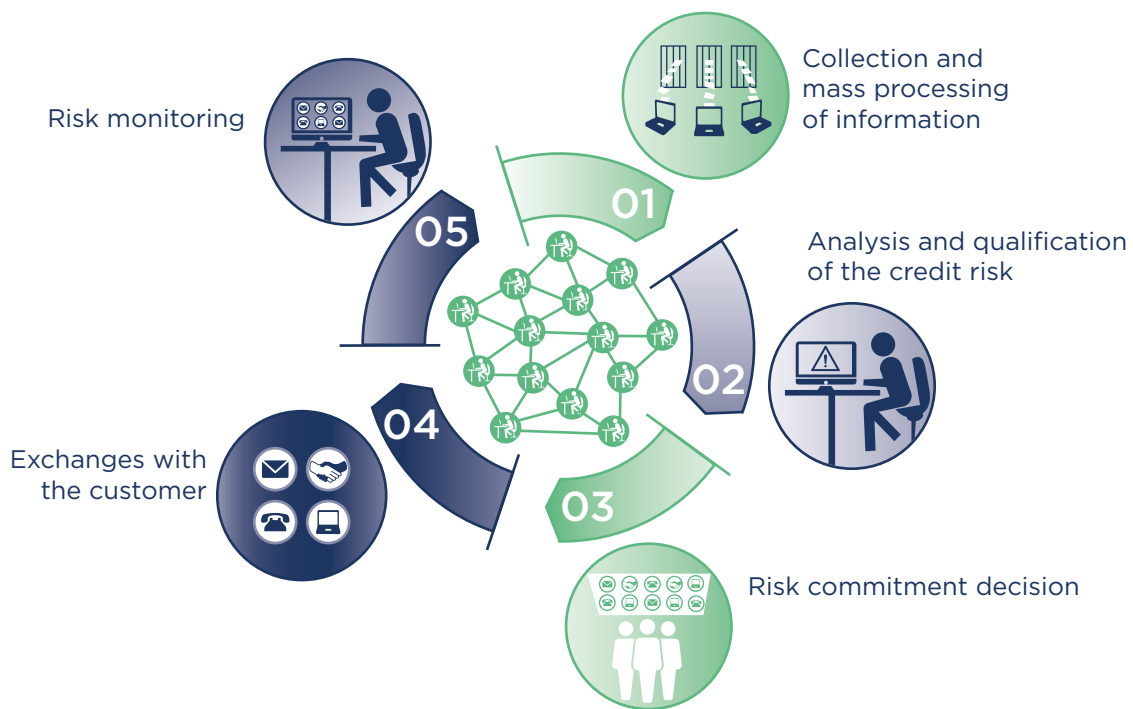 01
Collection and
mass processing
of information
02
Analysis and qualification
of the credit risk
03
Risk commitment decision
04
Exchanges with
the customer
05
Risk monitoring